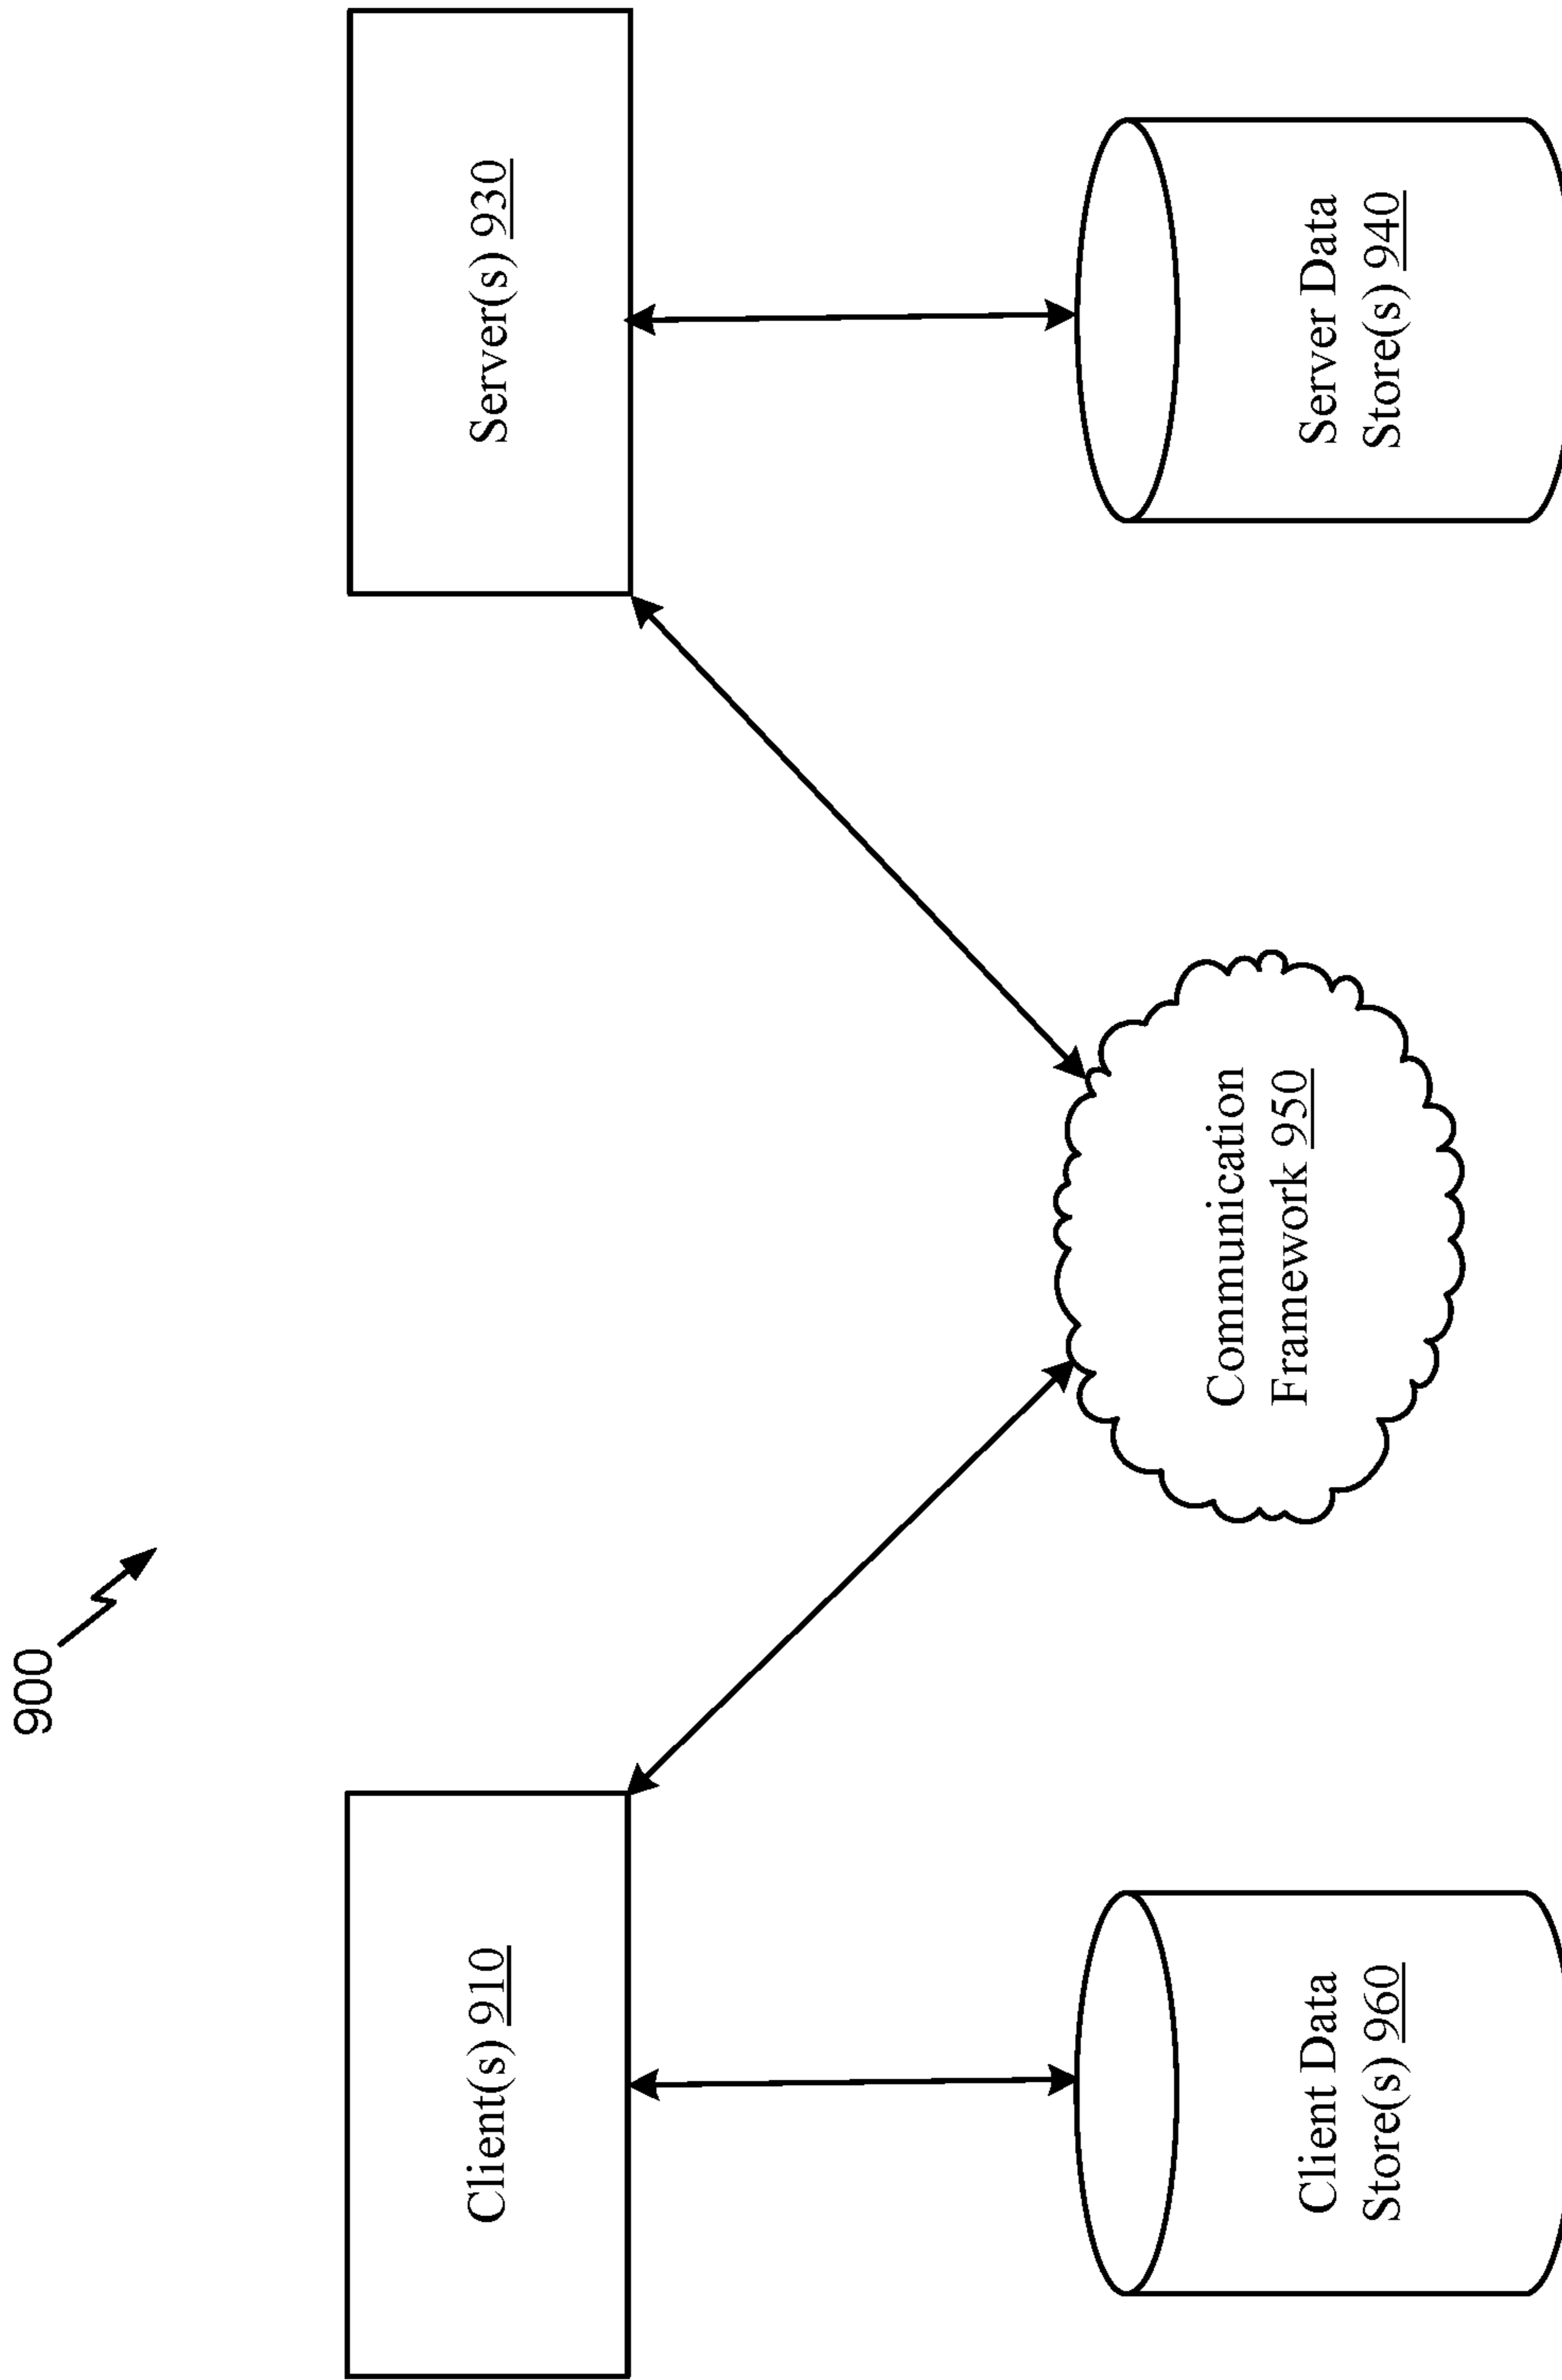 900
Client(s) 910
Server(s) 930
Communication
Framework 950
Client Data
Store(s) 960
Server Data
Store(s) 940